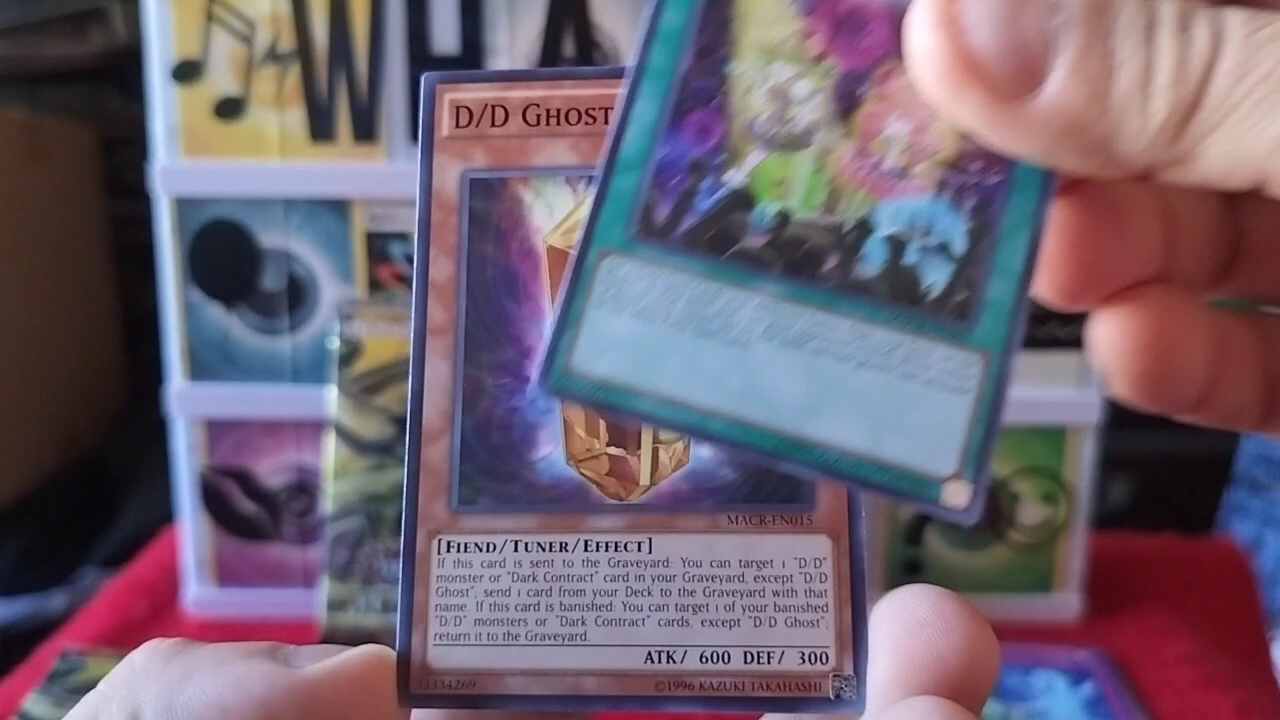 WHA
D/D GHOST
MACR-EN015
[FIEND/TUNER/EFFECT]
If this card is sent to the Graveyard: You can target 1 "D/D"
monster or "Dark Contract" card in your Graveyard, except "D/D
Ghost"; send 1 card from your Deck to the Graveyard with that
name. If this card is banished: You can target 1 of your banished
"D/D" monsters or "Dark Contract" cards, except "D/D Ghost";
return it to the Graveyard.
ATK/ 600 DEF/ 300
33334269 ©1996 KAZUKI TAKAHASHI